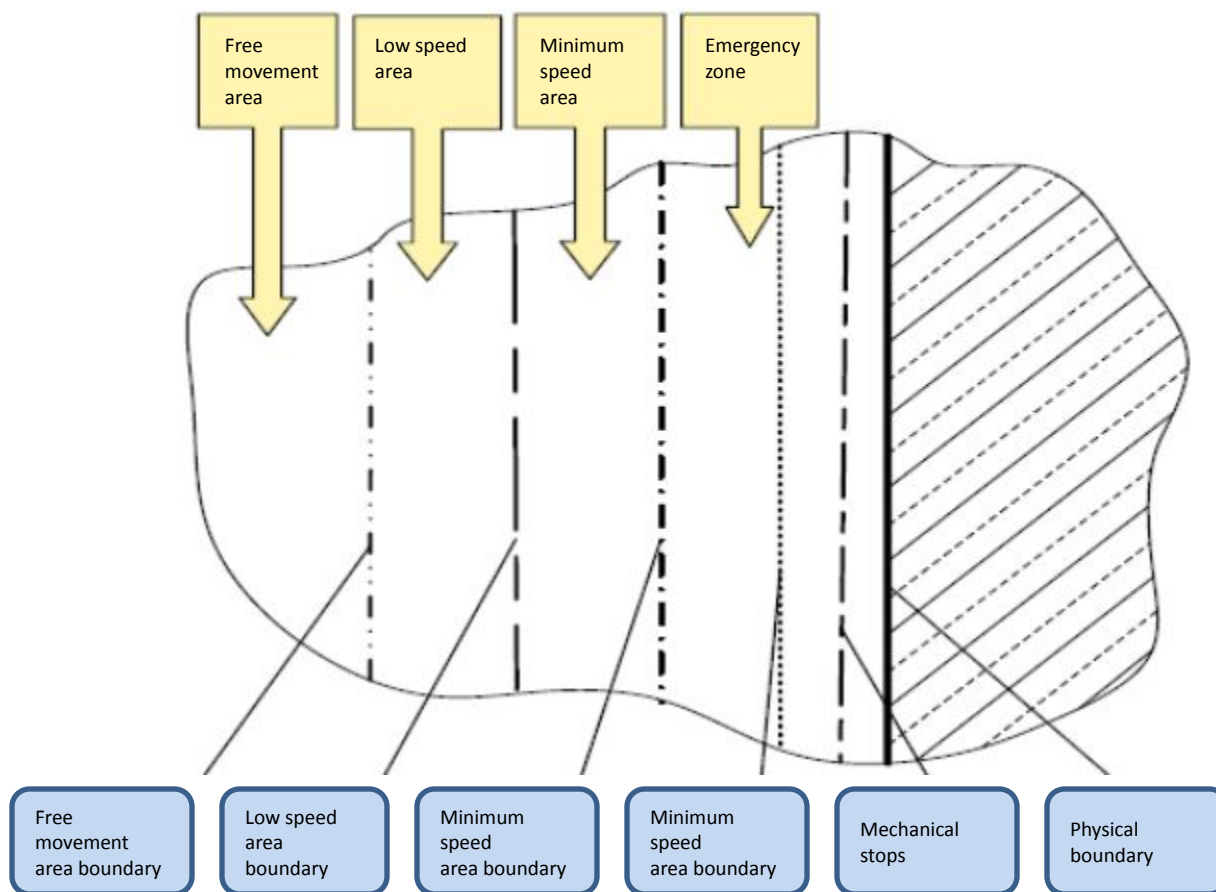 Free
movement
area
Low speed
area
Minimum
speed
area
Emergency
zone
Free
movement
area boundary
Low speed
area
boundary
Minimum
speed
area boundary
Minimum
speed
area boundary
Mechanical
stops
Physical
boundary